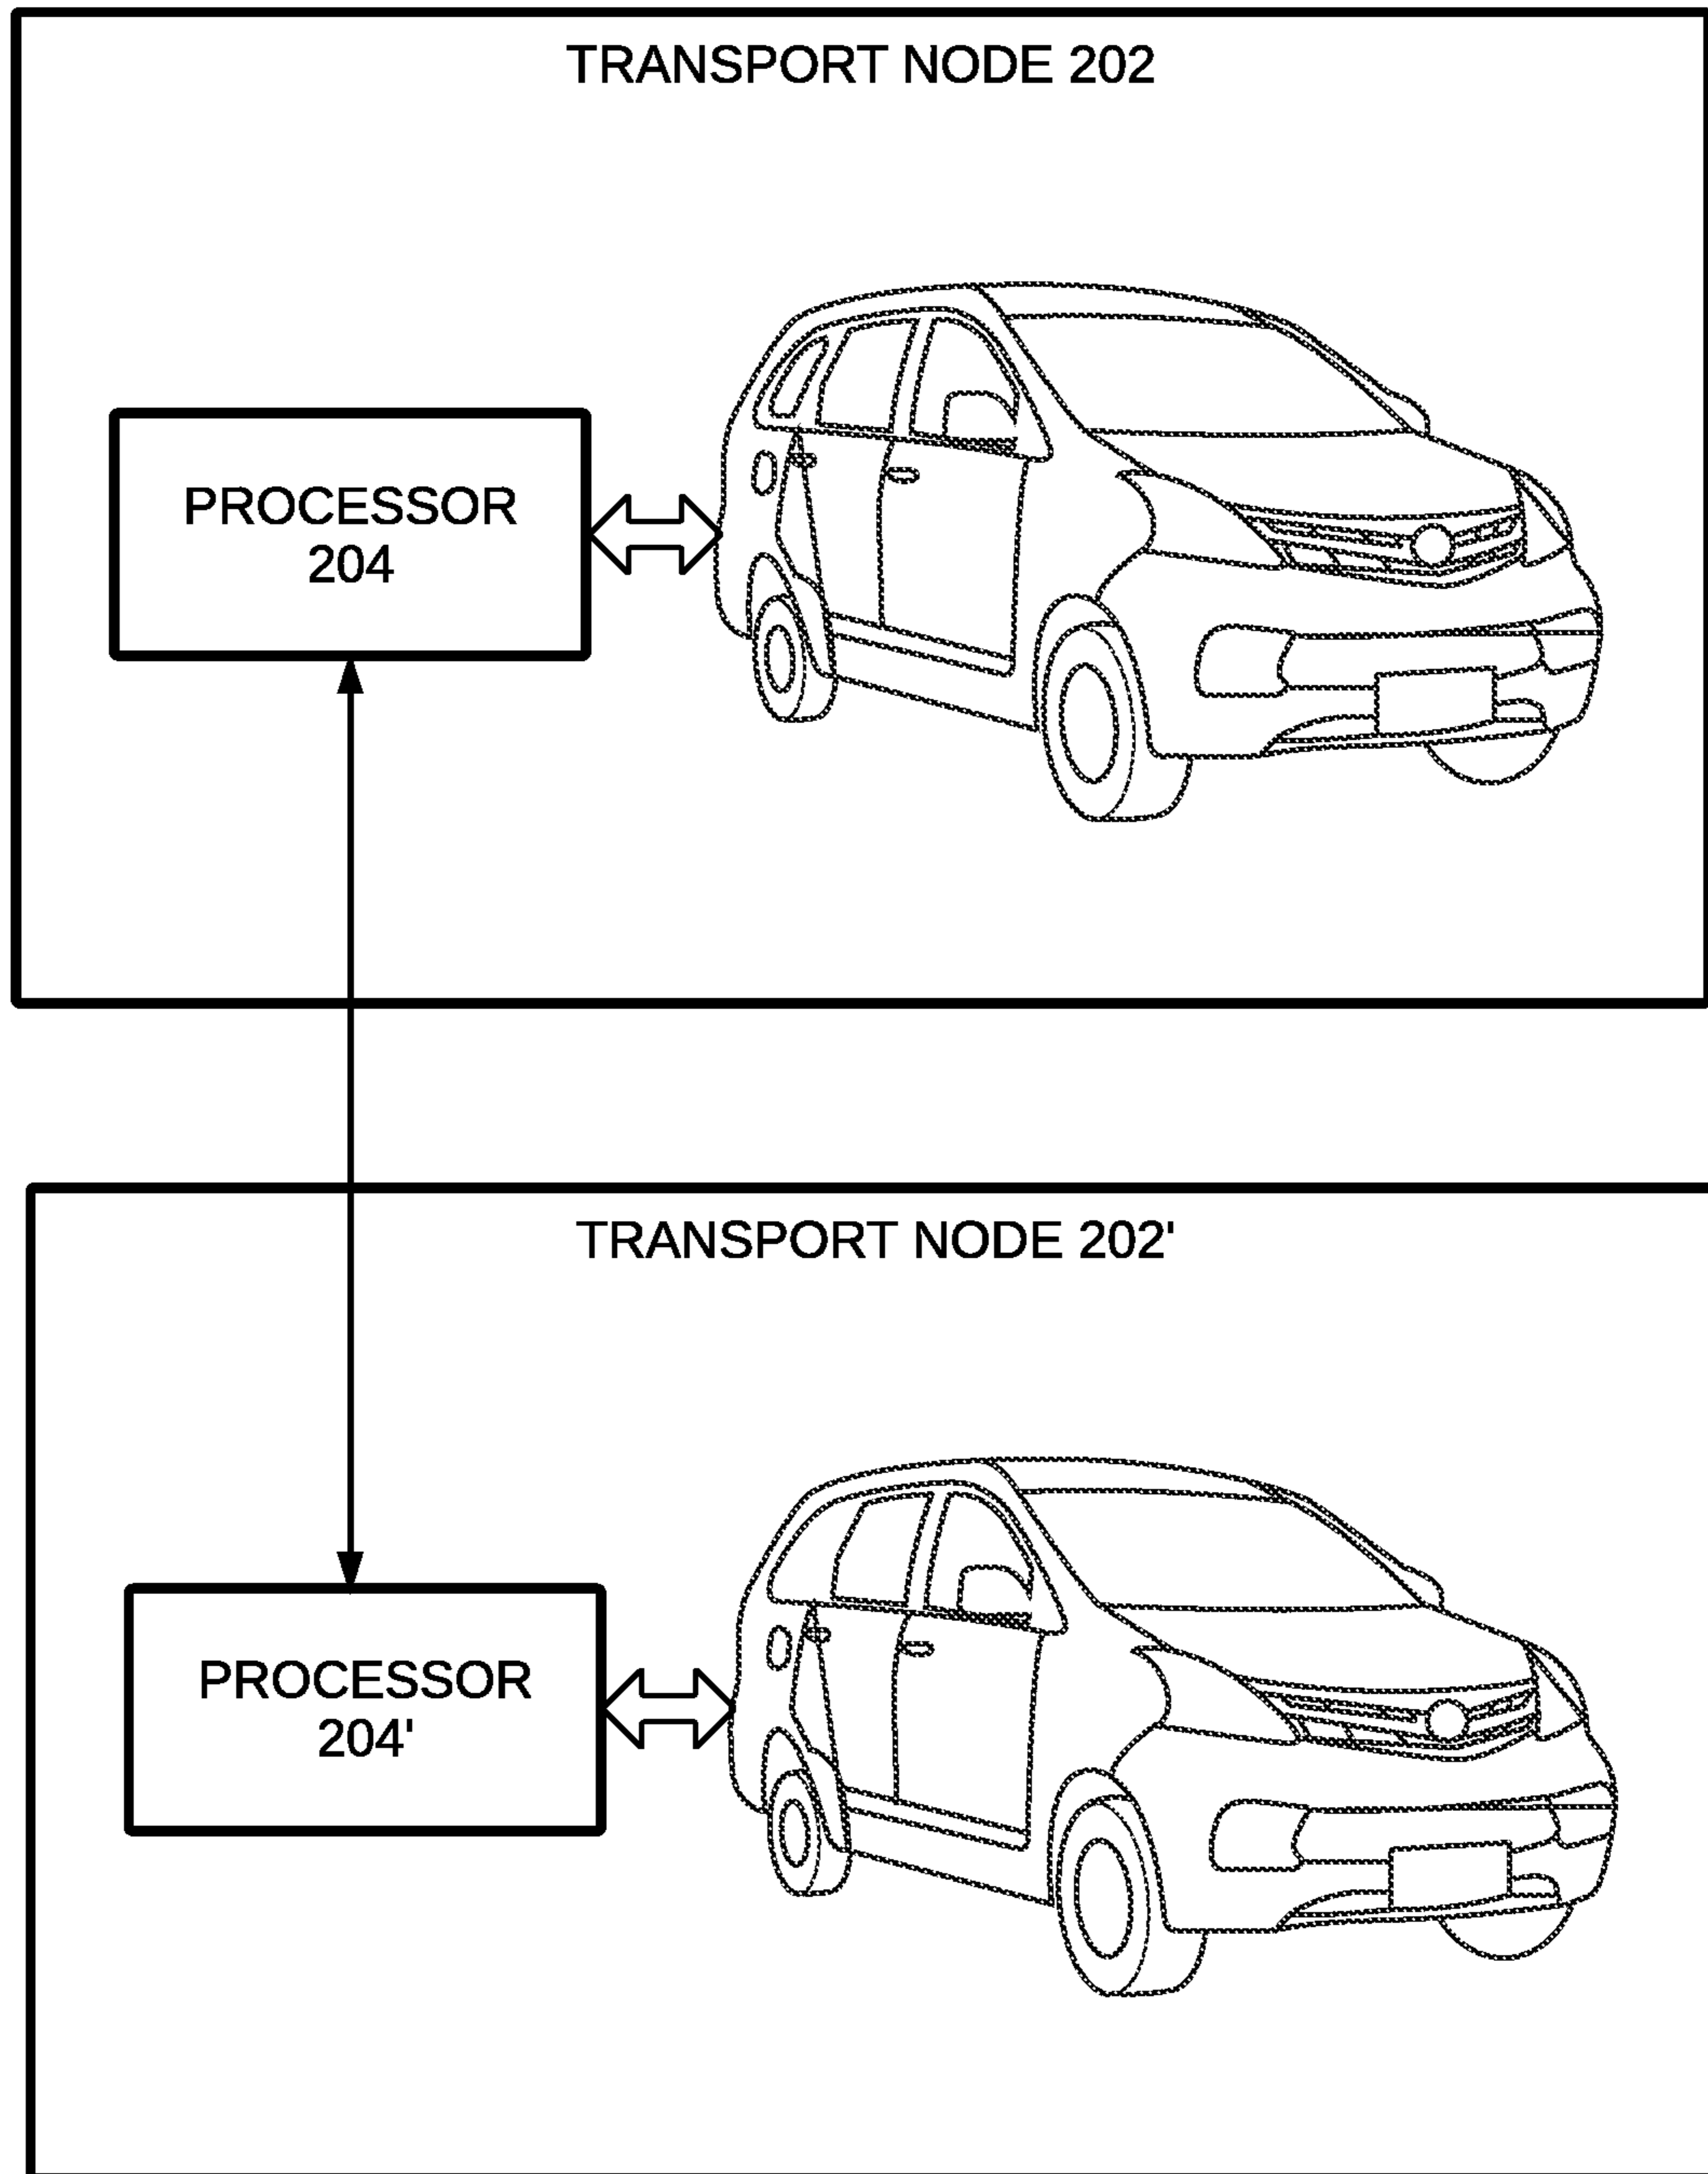 TRANSPORT NODE 202
PROCESSOR
204
TRANSPORT NODE 202'
PROCESSOR
204'